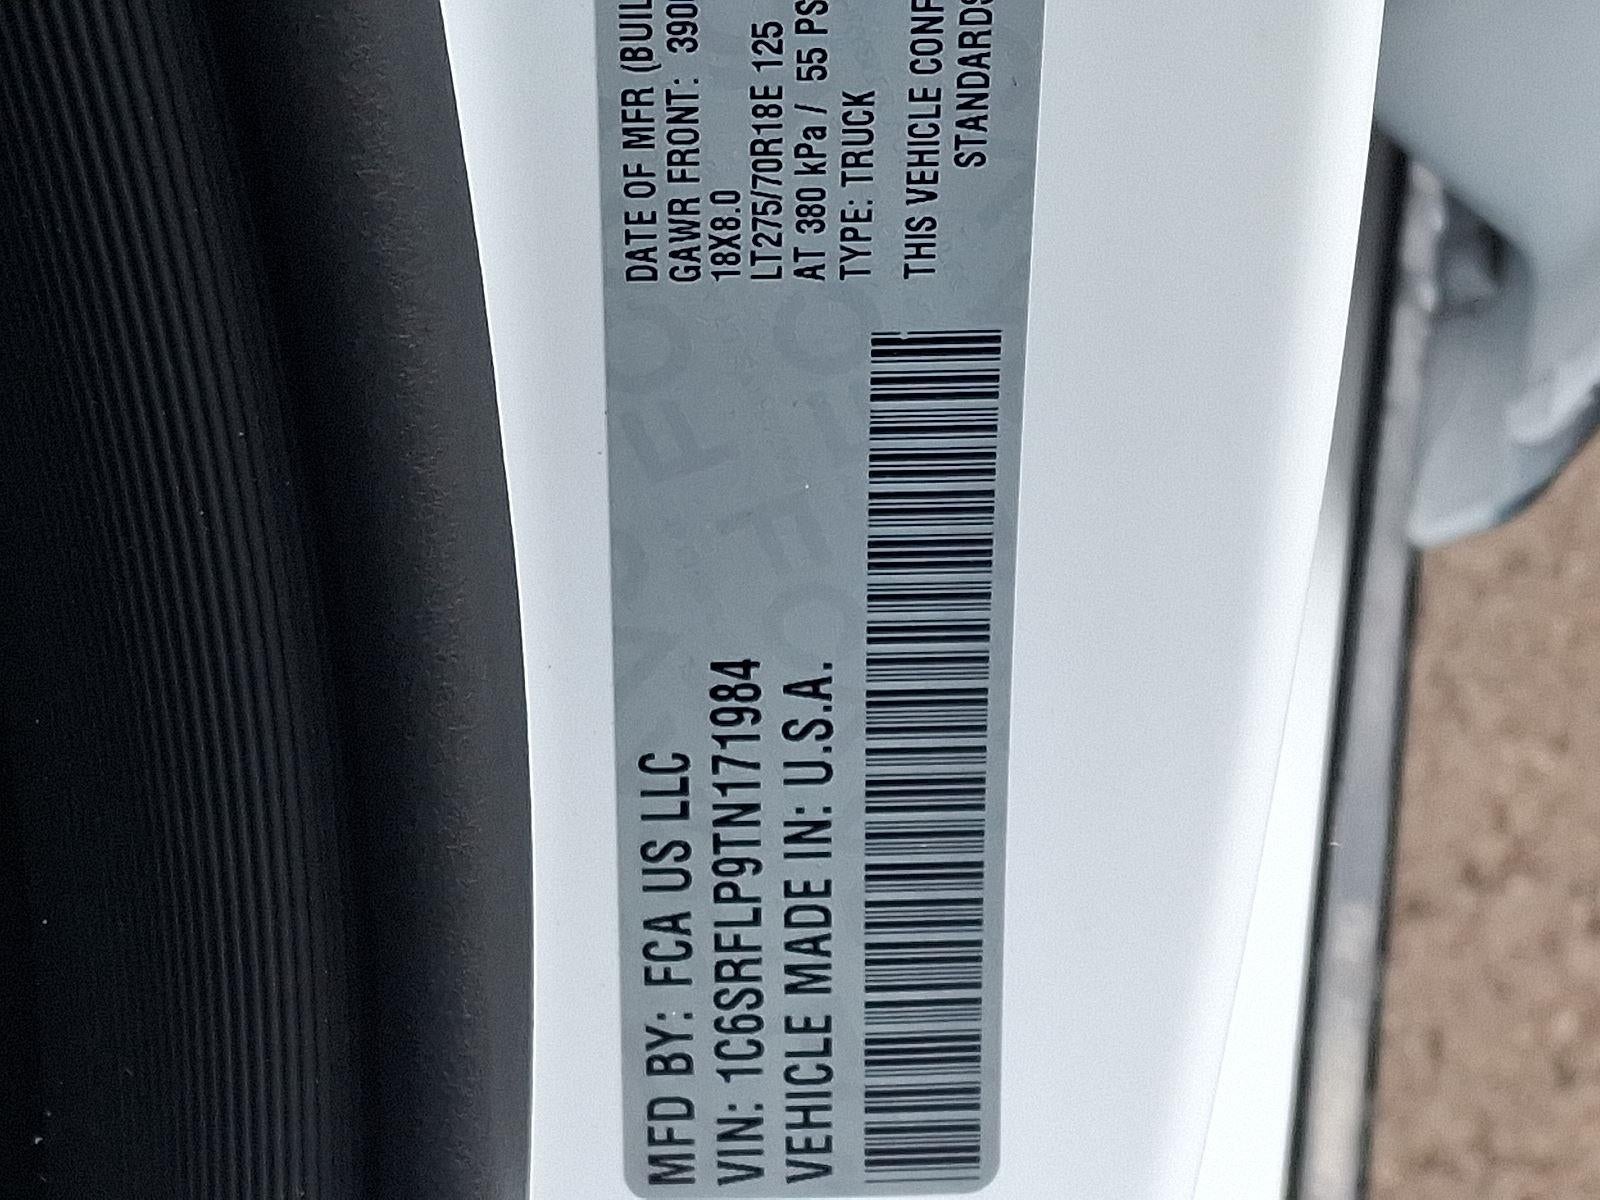 MFD BY: FCA US LLC
VIN: 1C6SRFLP9TN171984
VEHICLE MADE IN: U.S.A.
DATE OF MFR (BUIL
GAWR FRONT: 390
18X8.0
LT275/70R18E 125
AT 380 kPa / 55 PS
TYPE: TRUCK
THIS VEHICLE CONF
STANDARDS